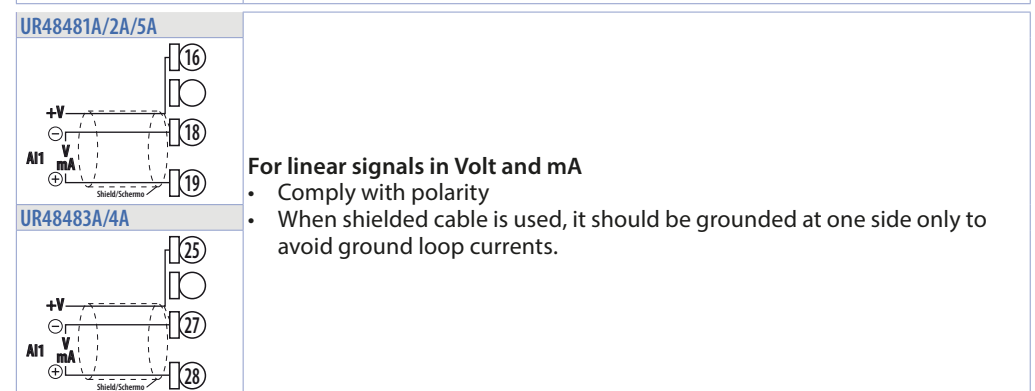 UR48481A/2A/5A
16
+V
⊖
18
V
AI1
mA
⊕
19
Shield/Schermo
For linear signals in Volt and mA
• Comply with polarity
• When shielded cable is used, it should be grounded at one side only to
avoid ground loop currents.
UR48483A/4A
25
+V
⊖
27
V
AI1
mA
⊕
28
Shield/Schermo